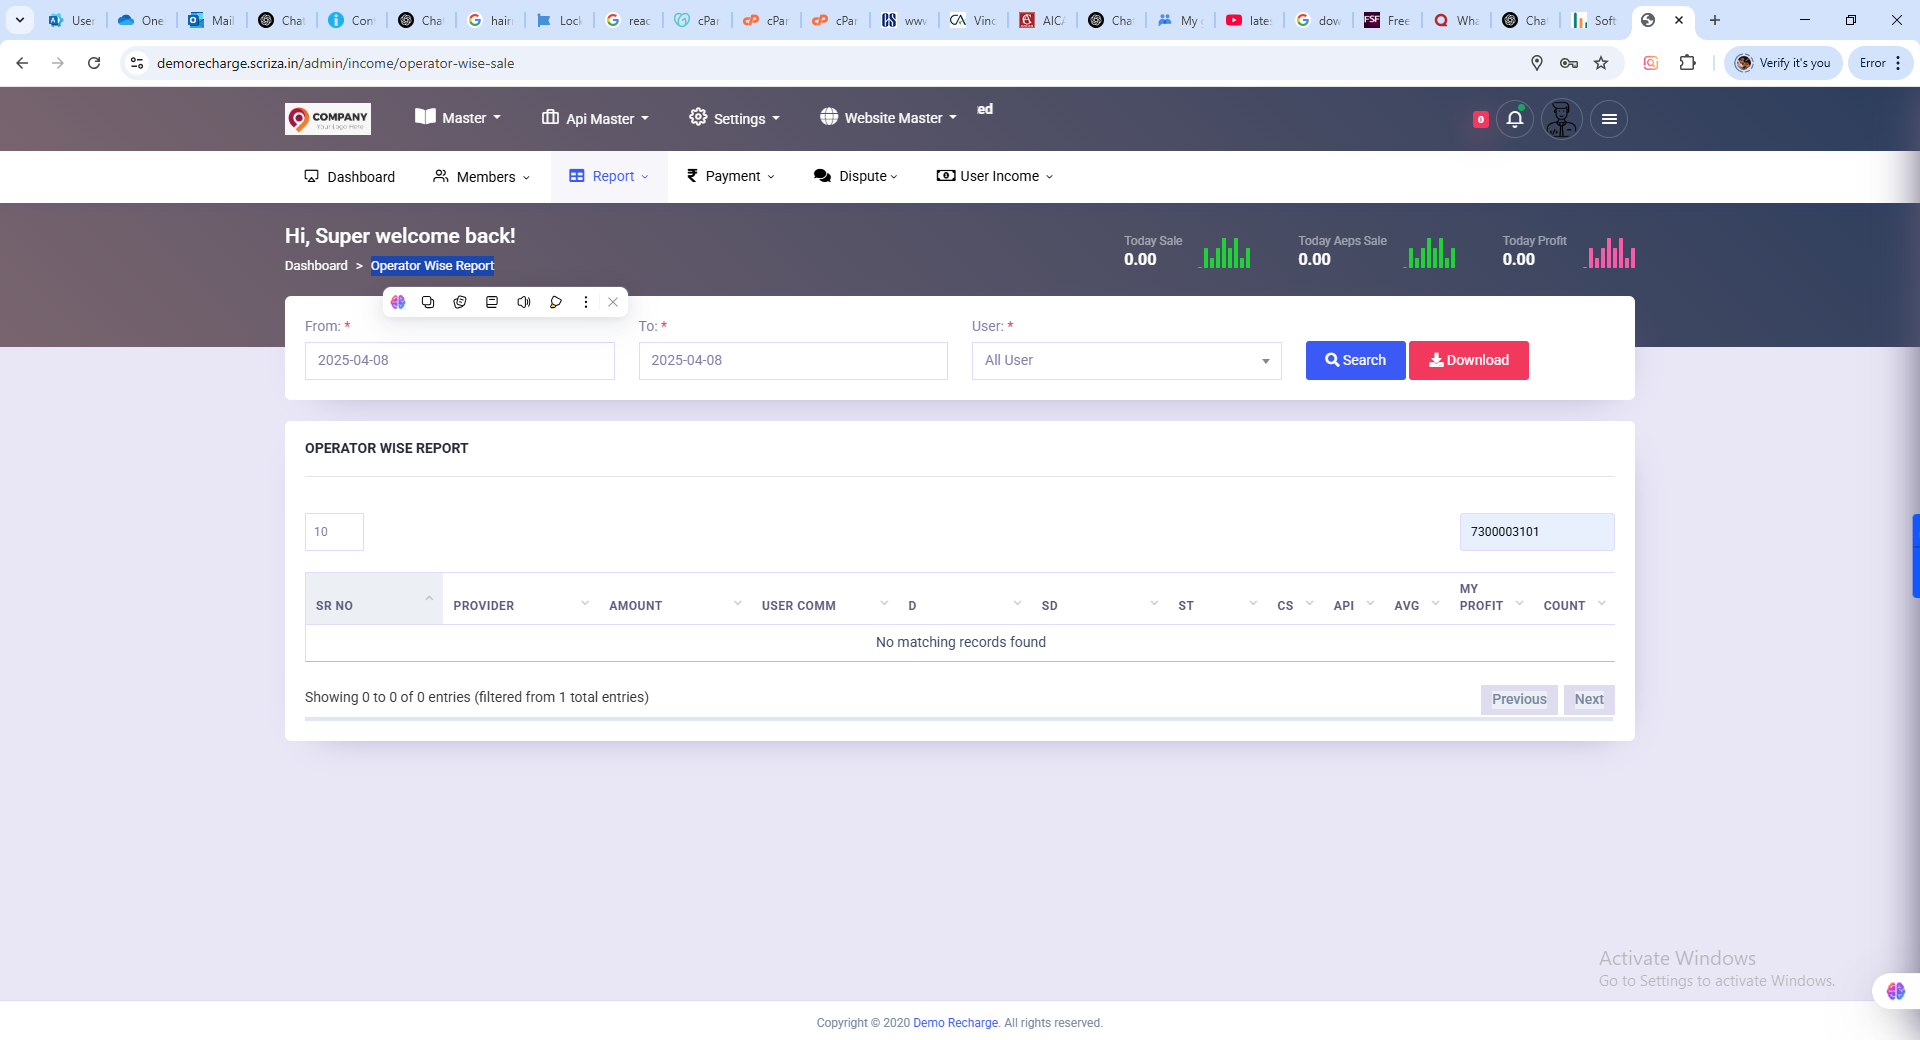 User
One
Mail
Chat
Con
Cha
hair
Lock
reac
cPar
cPar
cPar
www
Vinc
AICA
Cha
My
late
dow
Free
Wha
Cha
Soft
demorecharge.scriza.in/admin/income/operator-wise-sale
Verify it's you
Error
COMPANY
Your Logo Here
Master
Api Master
Settings
Website Master
ed
0
Dashboard
Members
Report
Payment
Dispute
User Income
Hi, Super welcome back!
Dashboard > Operator Wise Report
Today Sale
0.00
Today Aeps Sale
0.00
Today Profit
0.00
From: *
To: *
User: *
2025-04-08
2025-04-08
All User
Search
Download
OPERATOR WISE REPORT
10
7300003101
SR NO
PROVIDER
AMOUNT
USER COMM
D
SD
ST
CS
API
AVG
MY
PROFIT
COUNT
No matching records found
Showing 0 to 0 of 0 entries (filtered from 1 total entries)
Previous
Next
Activate Windows
Go to Settings to activate Windows.
Copyright © 2020 Demo Recharge. All rights reserved.